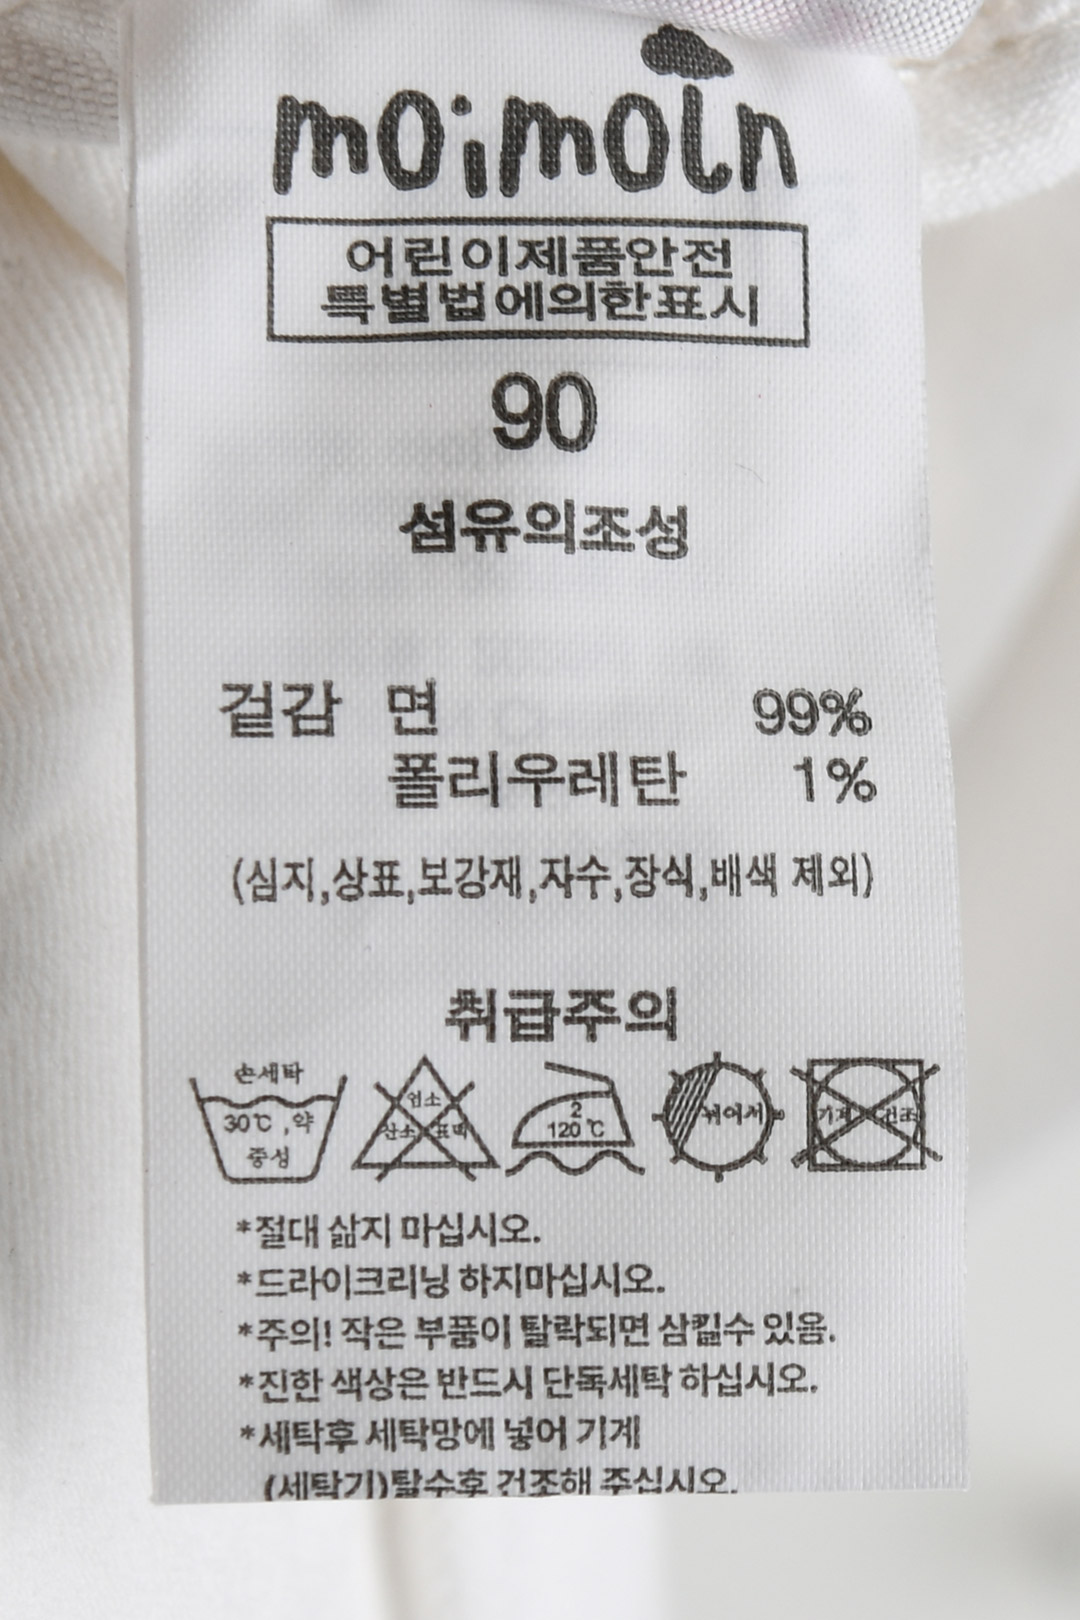 moimoln
어린이제품안전
특별법에의한표시
90
섬유의조성
겉감 면 99%
폴리우레탄 1%
(심지,상표,보강재,자수,장식,배색 제외)
취급주의
손세탁
30℃ ,약
중성
염소
산소 표백
2
120℃
뉘어서
기계 건조
*절대 삶지 마십시오.
*드라이크리닝 하지마십시오.
*주의! 작은 부품이 탈락되면 삼킬수 있음.
*진한 색상은 반드시 단독세탁 하십시오.
*세탁후 세탁망에 넣어 기계
(세탁기)탈수후 건조해 주십시오.